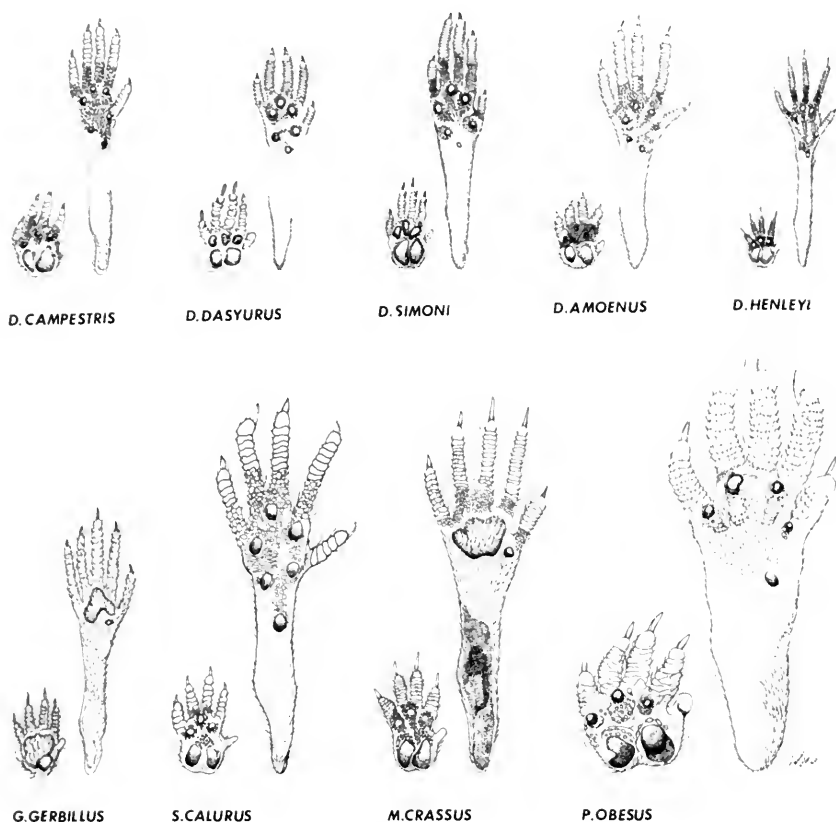 D. CAMPESTRIS D. DASYURUS D. SIMONI D. AMOENUS D. HENLEYI
G. GERBILLUS S. CALURUS M. CRASSUS P. OBESUS